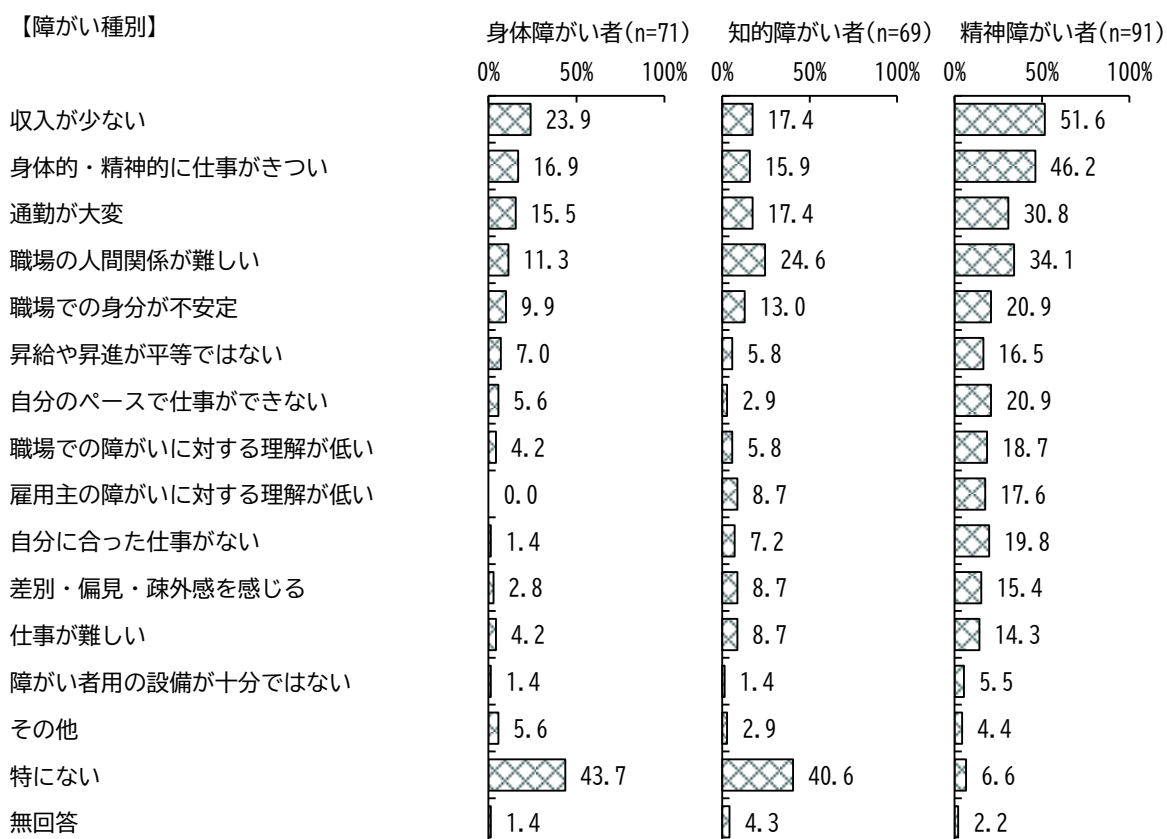 【障がい種別】 身体障がい者(n=71) 知的障がい者(n=69) 精神障がい者(n=91)
0% 50% 100% 0% 50% 100% 0% 50% 100%
収入が少ない 23.9 17.4 51.6
身体的・精神的に仕事がきつい 16.9 15.9 46.2
通勤が大変 15.5 17.4 30.8
職場の人間関係が難しい 11.3 24.6 34.1
職場での身分が不安定 9.9 13.0 20.9
昇給や昇進が平等ではない 7.0 5.8 16.5
自分のペースで仕事ができない 5.6 2.9 20.9
職場での障がいに対する理解が低い 4.2 5.8 18.7
雇用主の障がいに対する理解が低い 0.0 8.7 17.6
自分に合った仕事がない 1.4 7.2 19.8
差別・偏見・疎外感を感じる 2.8 8.7 15.4
仕事が難しい 4.2 8.7 14.3
障がい者用の設備が十分ではない 1.4 1.4 5.5
その他 5.6 2.9 4.4
特にない 43.7 40.6 6.6
無回答 1.4 4.3 2.2